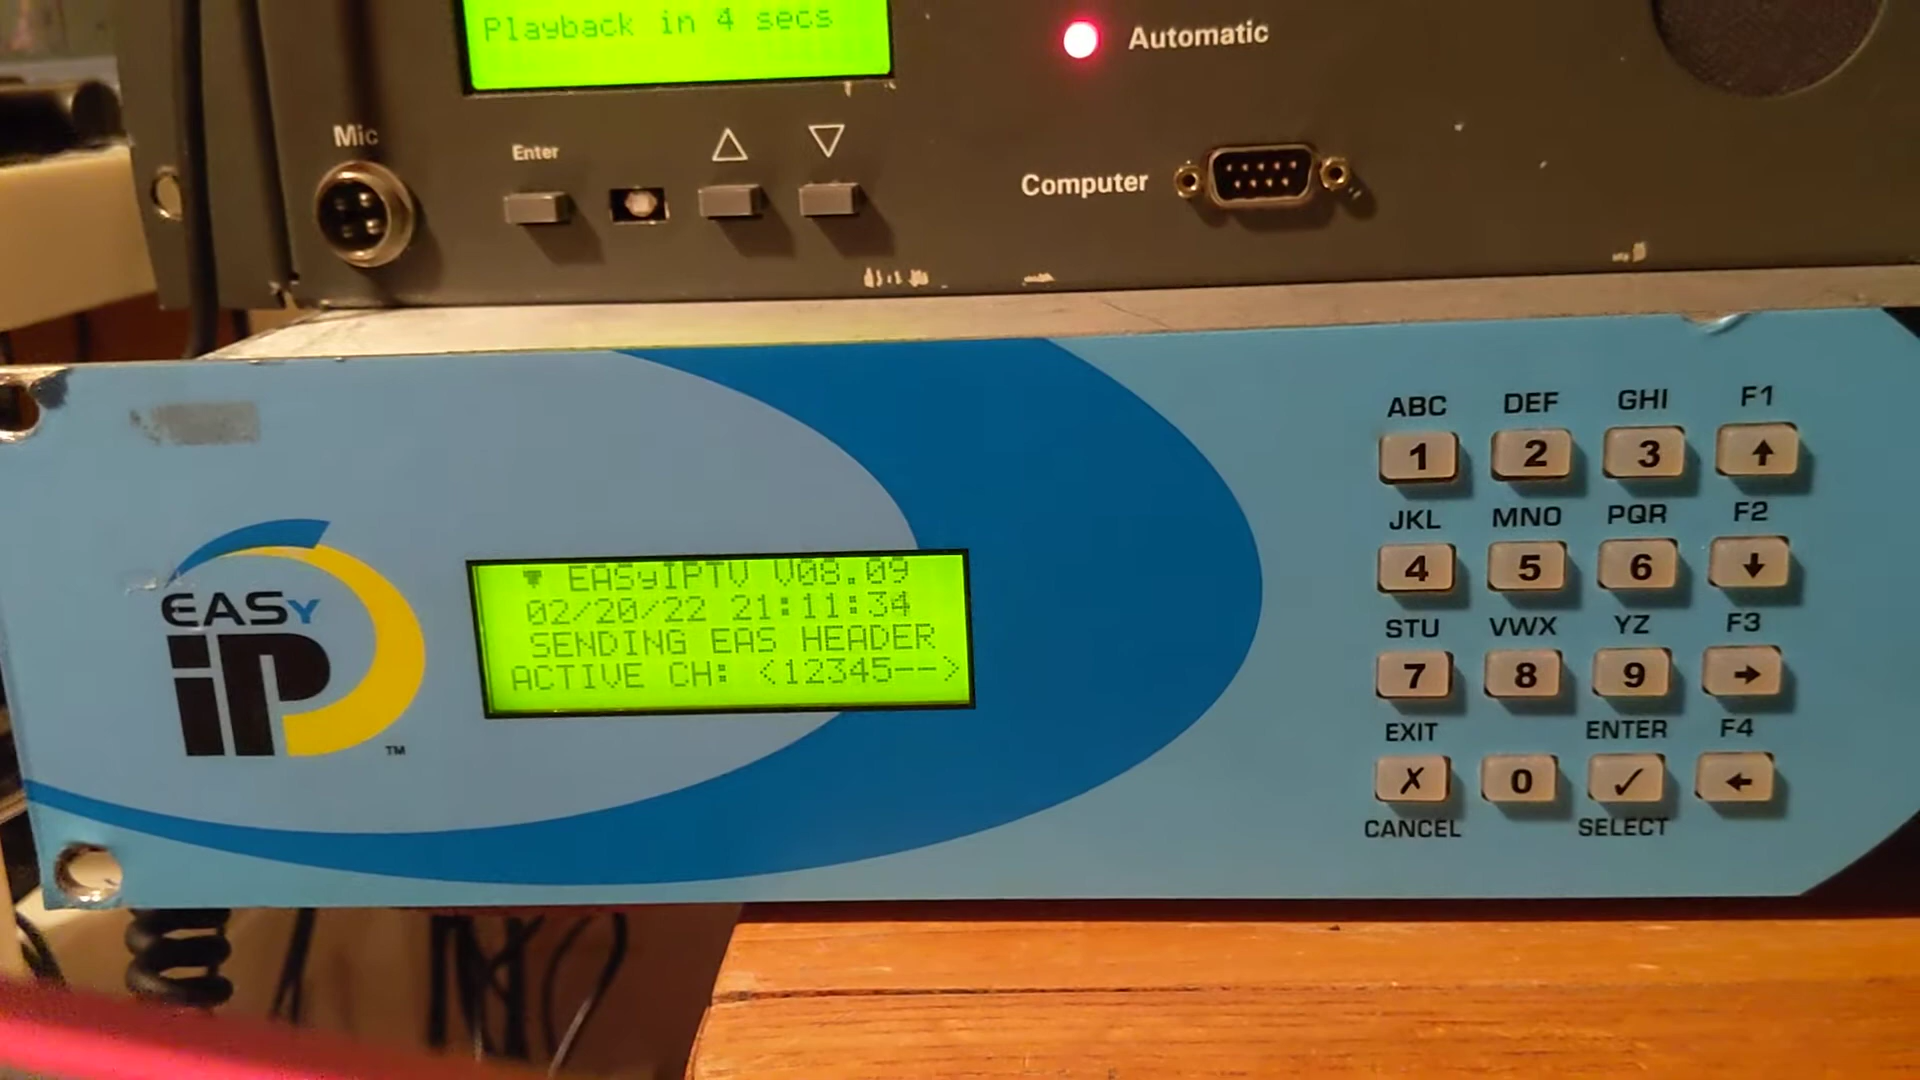 Playback in 4 secs
Automatic
Mic
Enter
Computer
EASyIPTV V08.09
02/20/22 21:11:34
SENDING EAS HEADER
ACTIVE CH: <12345-->
EASY
iP
TM
ABC DEF GHI F1
1 2 3
JKL MNO PQR F2
4 5 6
STU VWX YZ F3
7 8 9
EXIT ENTER F4
0
CANCEL SELECT